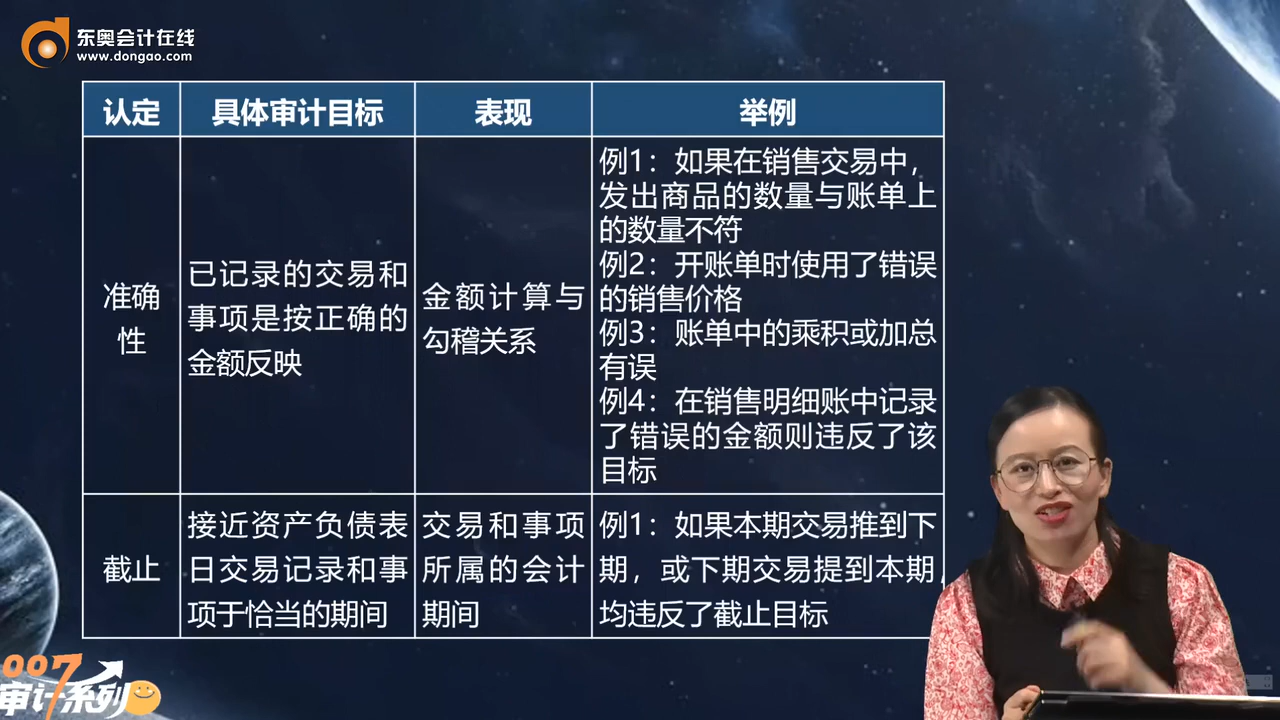 东奥会计在线
www.dongao.com
认定
具体审计目标
表现
举例
准确
性
已记录的交易和
事项是按正确的
金额反映
金额计算与
勾稽关系
例1：如果在销售交易中，
发出商品的数量与账单上
的数量不符
例2：开账单时使用了错误
的销售价格
例3：账单中的乘积或加总
有误
例4：在销售明细账中记录
了错误的金额则违反了该
目标
截止
接近资产负债表
日交易记录和事
项于恰当的期间
交易和事项
所属的会计
期间
例1：如果本期交易推到下
期，或下期交易提到本期，
均违反了截止目标
007
审计系列